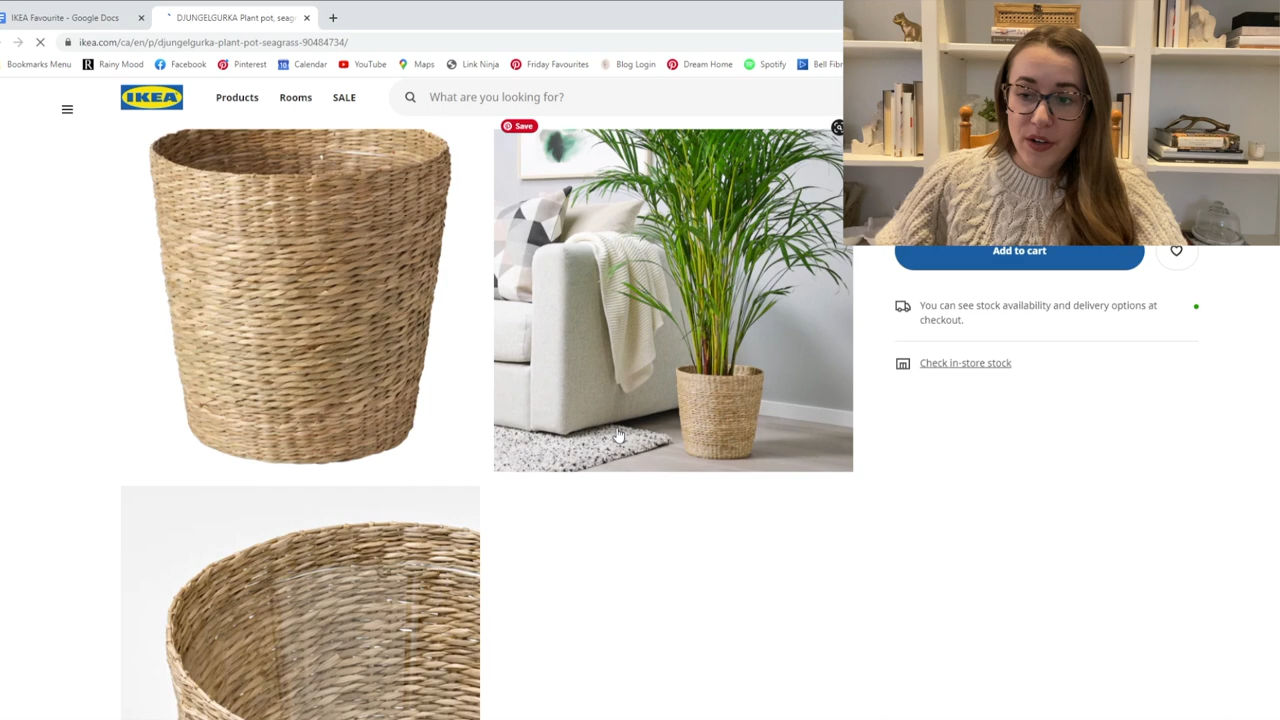 IKEA Favourite - Google Docs
DJUNGELGURKA Plant pot, seag
ikea.com/ca/en/p/djungelgurka-plant-pot-seagrass-90484734/
Bookmarks Menu Rainy Mood Facebook Pinterest Calendar YouTube Maps Link Ninja Friday Favourites Blog Login Dream Home Spotify Bell Fib
IKEA Products Rooms SALE What are you looking for?
Save
Add to cart
You can see stock availability and delivery options at
checkout.
Check in-store stock